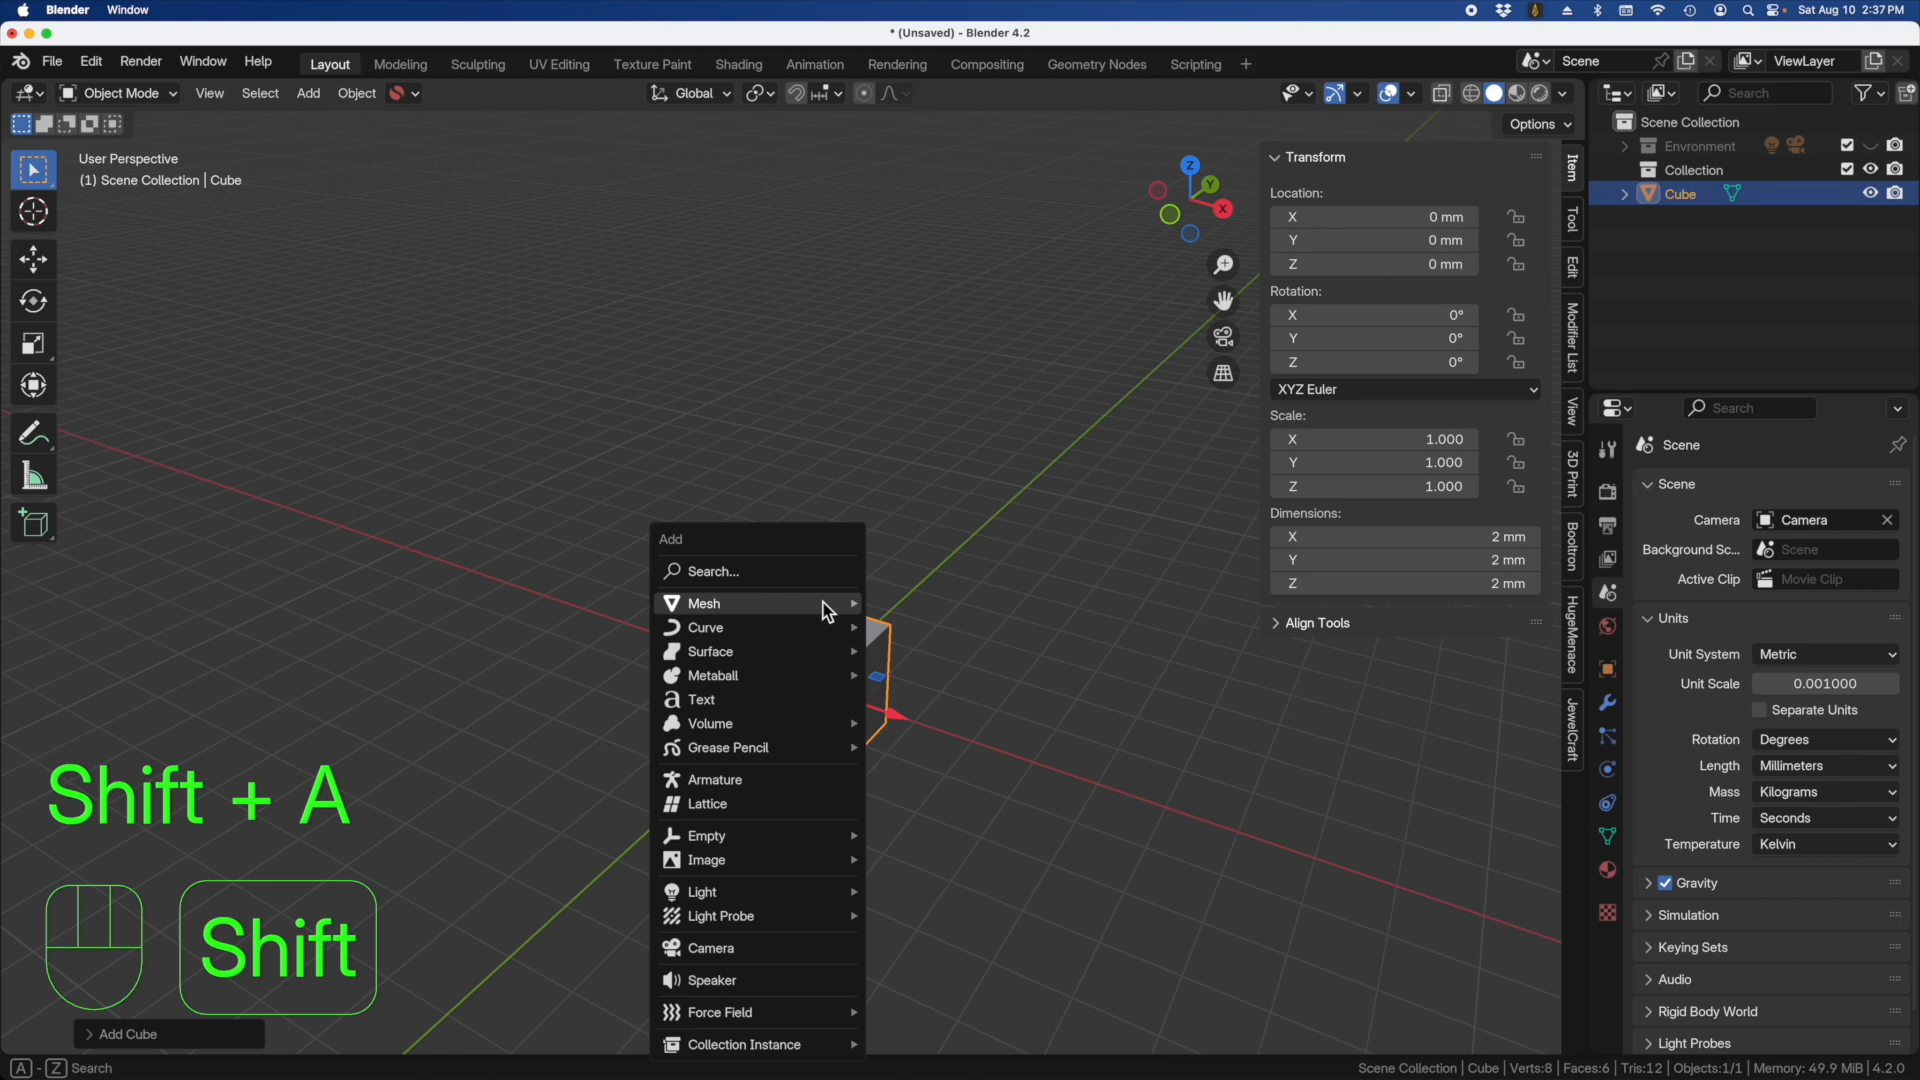 Blender Window
Sat Aug 10 2:37 PM
* (Unsaved) - Blender 4.2
File Edit Render Window Help Layout Modeling Sculpting UV Editing Texture Paint Shading Animation Rendering Compositing Geometry Nodes Scripting +
Scene ViewLayer
Object Mode View Select Add Object Global
Search
Options
User Perspective
(1) Scene Collection | Cube
Z Y X
Transform
Location:
X 0 mm
Y 0 mm
Z 0 mm
Rotation:
X 0°
Y 0°
Z 0°
XYZ Euler
Scale:
X 1.000
Y 1.000
Z 1.000
Dimensions:
X 2 mm
Y 2 mm
Z 2 mm
Align Tools
Item
Tool
Edit
Modifier List
View
3D Print
Booltron
HugeMenace
JewelCraft
Scene Collection
Envronment
Collection
Cube
Search
Scene
Scene
Camera Camera
Background Sc... Scene
Active Clip Movie Clip
Units
Unit System Metric
Unit Scale 0.001000
Separate Units
Rotation Degrees
Length Millimeters
Mass Kilograms
Time Seconds
Temperature Kelvin
Gravity
Simulation
Keying Sets
Audio
Rigid Body World
Light Probes
Add
Search...
Mesh
Curve
Surface
Metaball
Text
Volume
Grease Pencil
Armature
Lattice
Empty
Image
Light
Light Probe
Camera
Speaker
Force Field
Collection Instance
Shift + A
Shift
Add Cube
A - Z Search
Scene Collection | Cube | Verts:8 | Faces:6 | Tris:12 | Objects:1/1 | Memory: 49.9 MiB | 4.2.0